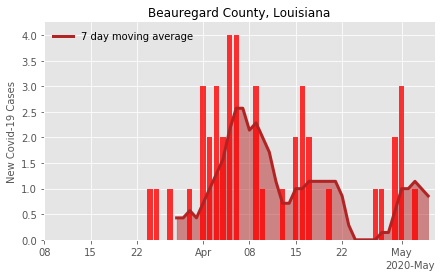 Beauregard County, Louisiana
7 day moving average
New Covid-19 Cases
4.0
3.5
3.0
2.5
2.0
1.5
1.0
0.5
0.0
08 15 22 Apr 08 15 22 May
2020-May